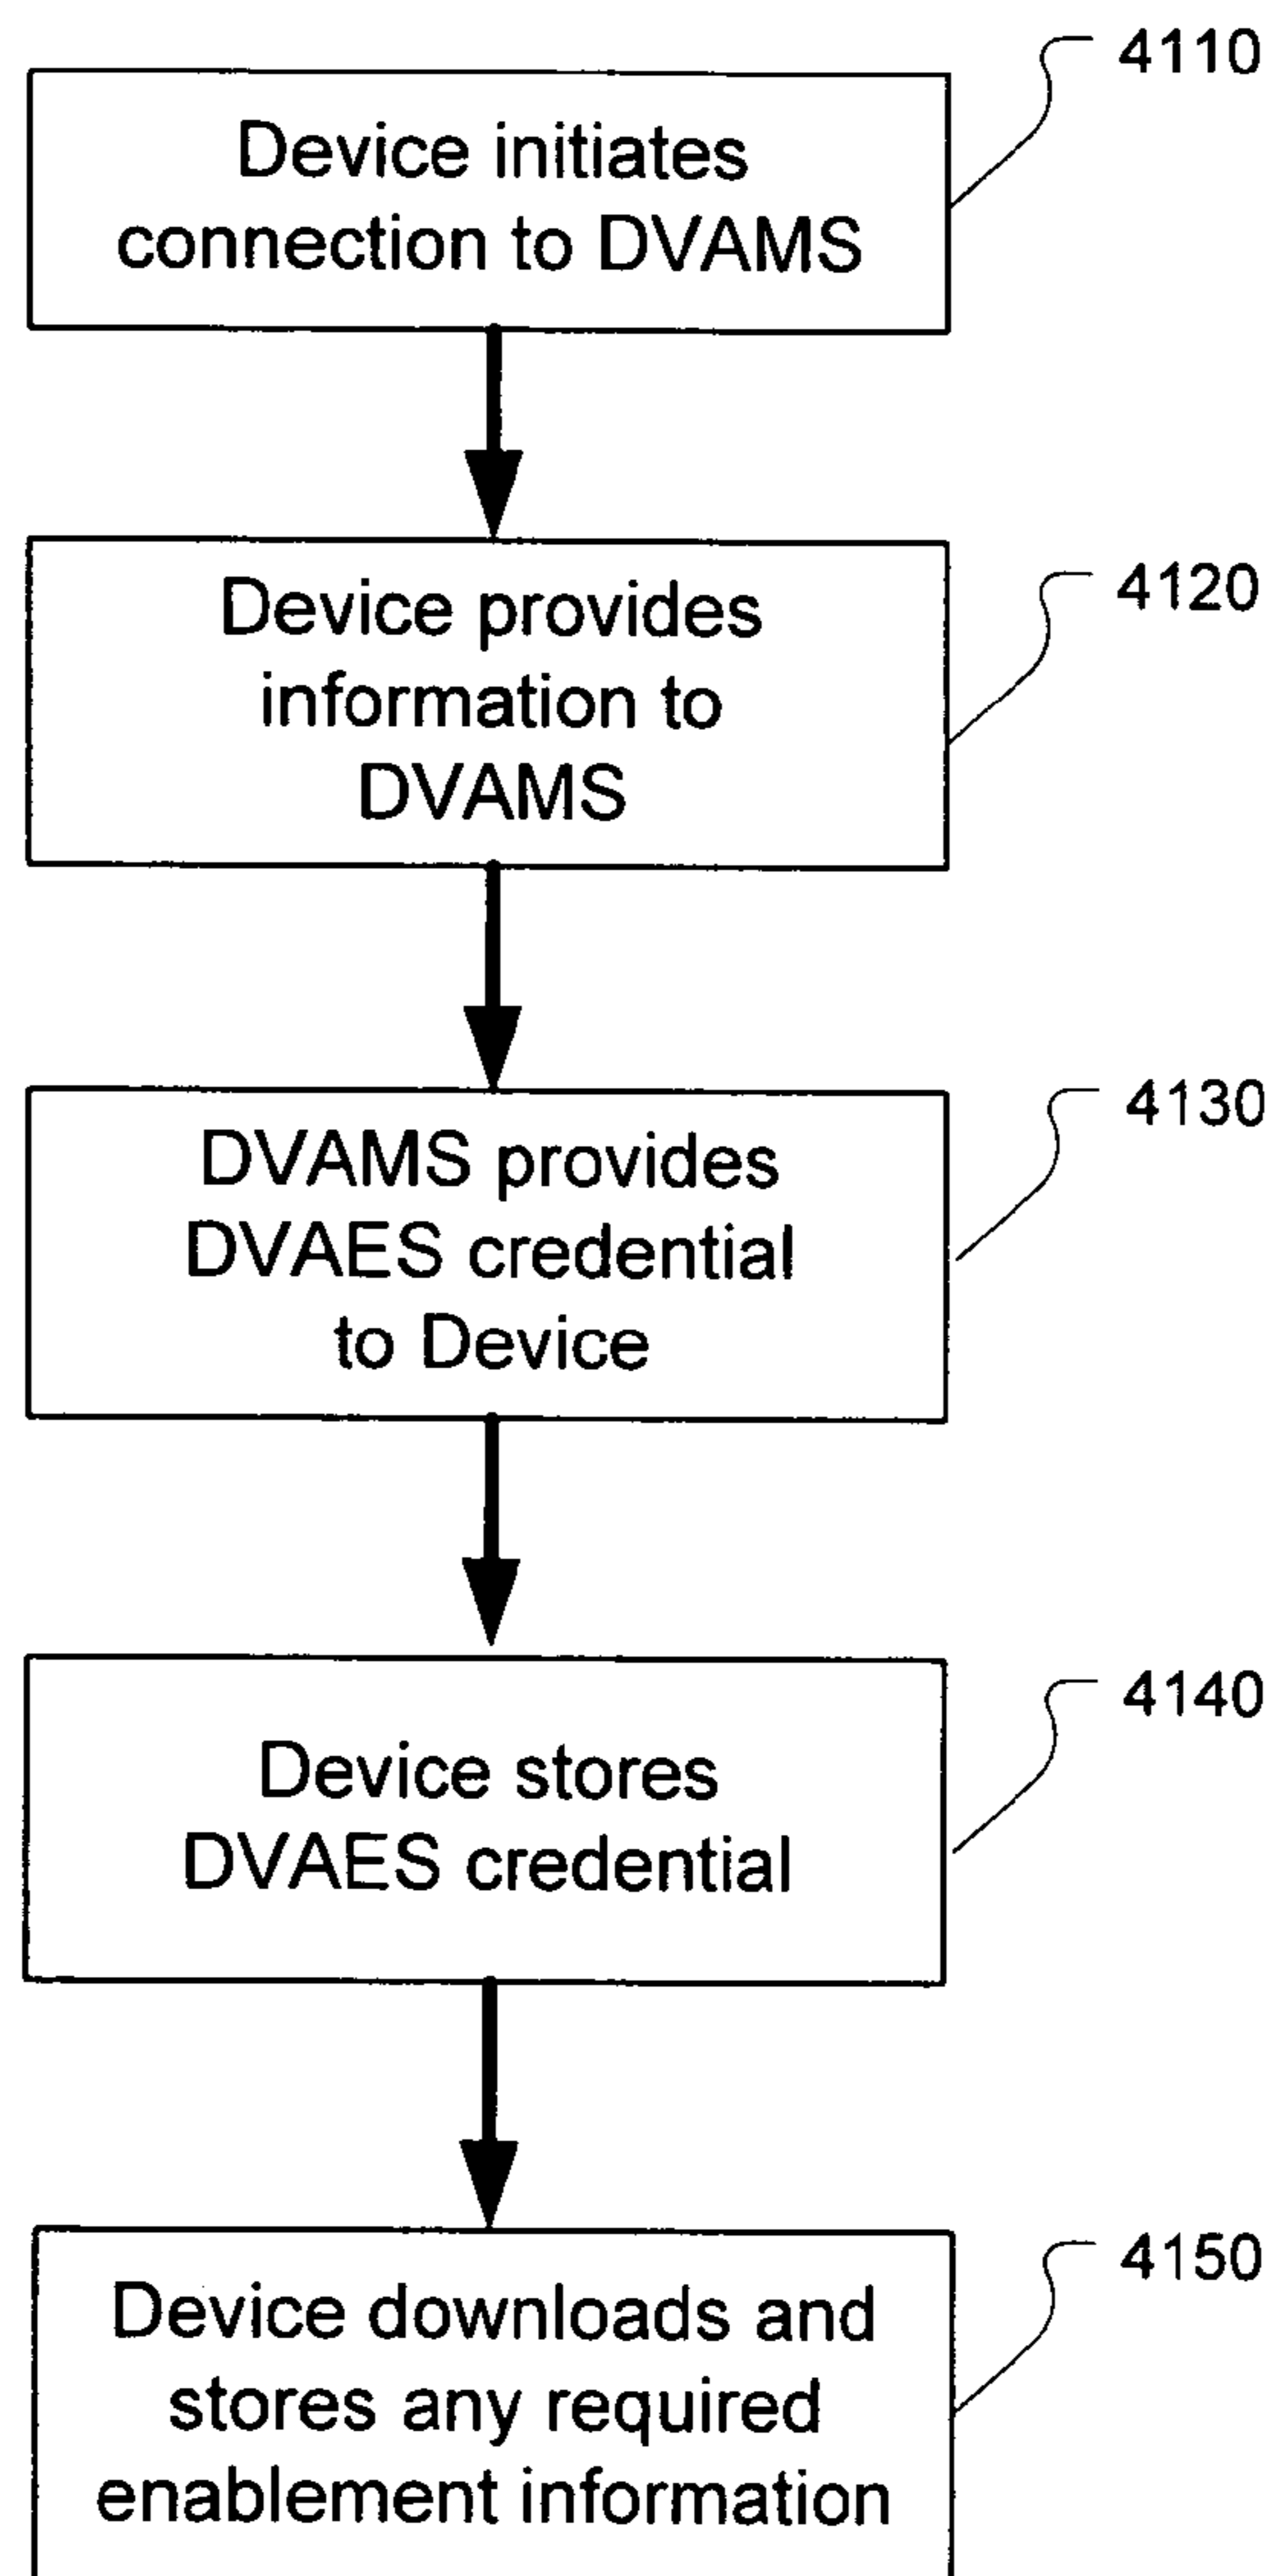 4110
Device initiates
connection to DVAMS
4120
Device provides
information to
DVAMS
4130
DVAMS provides
DVAES credential
to Device
4140
Device stores
DVAES credential
4150
Device downloads and
stores any required
enablement information